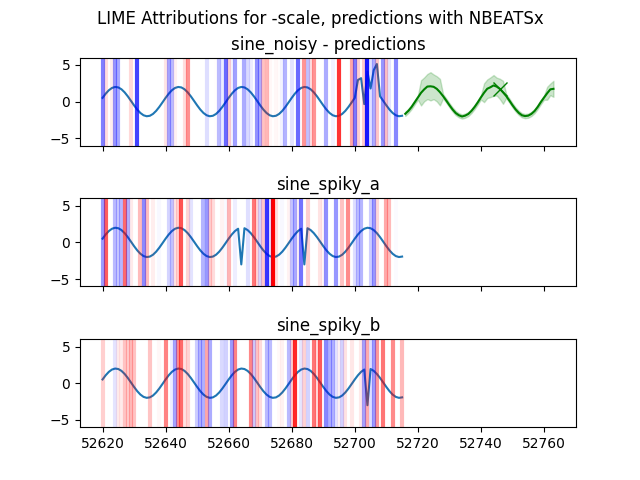 LIME Attributions for -scale, predictions with NBEATSx
sine_noisy - predictions
5
0
−5
sine_spiky_a
5
0
−5
sine_spiky_b
5
0
−5
52620 52640 52660 52680 52700 52720 52740 52760